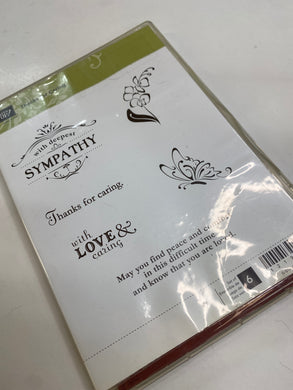 with deepest
SYMPATHY
Thanks for caring.
with
LOVE &
caring
May you find peace and
in this difficult time
and know that you are loved.
6